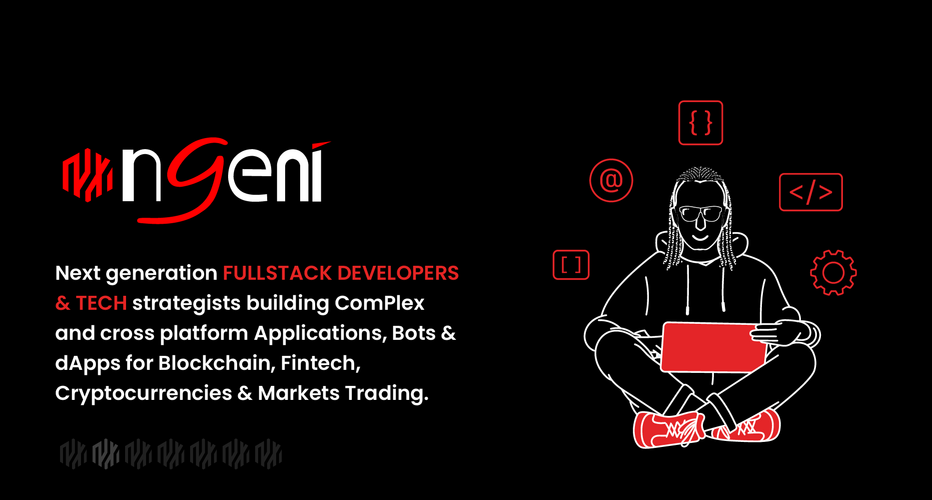 ngeni
{ }
@
</>
[ ]
Next generation FULLSTACK DEVELOPERS
& TECH strategists building ComPlex
and cross platform Applications, Bots &
dApps for Blockchain, Fintech,
Cryptocurrencies & Markets Trading.